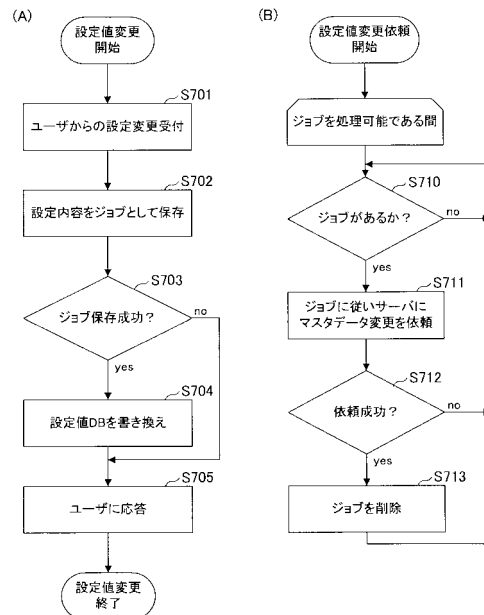 (A)
設定値変更
開始
S701
ユーザからの設定変更受付
S702
設定内容をジョブとして保存
S703
ジョブ保存成功？
no
yes
S704
設定値DBを書き換え
S705
ユーザに応答
設定値変更
終了
(B)
設定値変更依頼
開始
ジョブを処理可能である間
S710
ジョブがあるか？
no
yes
S711
ジョブに従いサーバに
マスタデータ変更を依頼
S712
依頼成功？
no
yes
S713
ジョブを削除